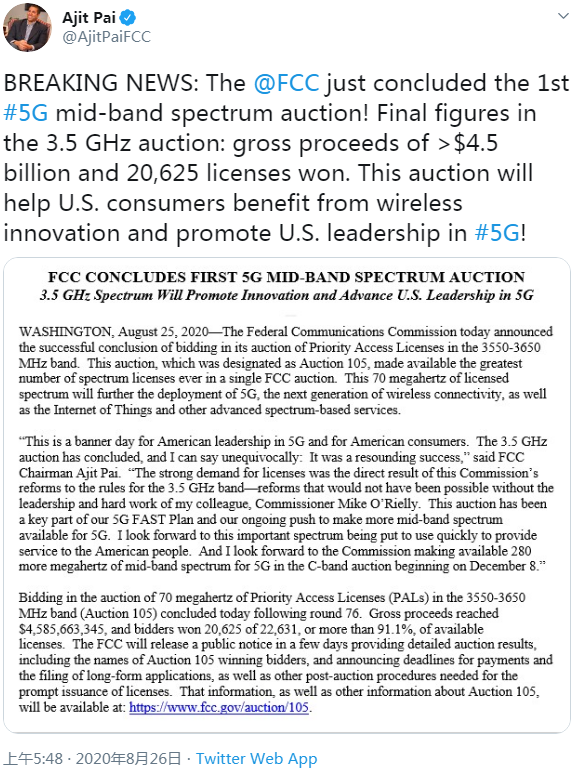 Ajit Pai
@AjitPaiFCC
BREAKING NEWS: The @FCC just concluded the 1st
#5G mid-band spectrum auction! Final figures in
the 3.5 GHz auction: gross proceeds of >$4.5
billion and 20,625 licenses won. This auction will
help U.S. consumers benefit from wireless
innovation and promote U.S. leadership in #5G!
FCC CONCLUDES FIRST 5G MID-BAND SPECTRUM AUCTION
3.5 GHz Spectrum Will Promote Innovation and Advance U.S. Leadership in 5G
WASHINGTON, August 25, 2020—The Federal Communications Commission today announced
the successful conclusion of bidding in its auction of Priority Access Licenses in the 3550-3650
MHz band.  This auction, which was designated as Auction 105, made available the greatest
number of spectrum licenses ever in a single FCC auction.  This 70 megahertz of licensed
spectrum will further the deployment of 5G, the next generation of wireless connectivity, as well
as the Internet of Things and other advanced spectrum-based services.
“This is a banner day for American leadership in 5G and for American consumers.  The 3.5 GHz
auction has concluded, and I can say unequivocally:  It was a resounding success,” said FCC
Chairman Ajit Pai.  “The strong demand for licenses was the direct result of this Commission’s
reforms to the rules for the 3.5 GHz band—reforms that would not have been possible without the
leadership and hard work of my colleague, Commissioner Mike O’Rielly.  This auction has been
a key part of our 5G FAST Plan and our ongoing push to make more mid-band spectrum
available for 5G.  I look forward to this important spectrum being put to use quickly to provide
service to the American people.  And I look forward to the Commission making available 280
more megahertz of mid-band spectrum for 5G in the C-band auction beginning on December 8.”
Bidding in the auction of 70 megahertz of Priority Access Licenses (PALs) in the 3550-3650
MHz band (Auction 105) concluded today following round 76.  Gross proceeds reached
$4,585,663,345, and bidders won 20,625 of 22,631, or more than 91.1%, of available
licenses.  The FCC will release a public notice in a few days providing detailed auction results,
including the names of Auction 105 winning bidders, and announcing deadlines for payments and
the filing of long-form applications, as well as other post-auction procedures needed for the
prompt issuance of licenses.  That information, as well as other information about Auction 105,
will be available at: https://www.fcc.gov/auction/105.
上午5:48 · 2020年8月26日 · Twitter Web App